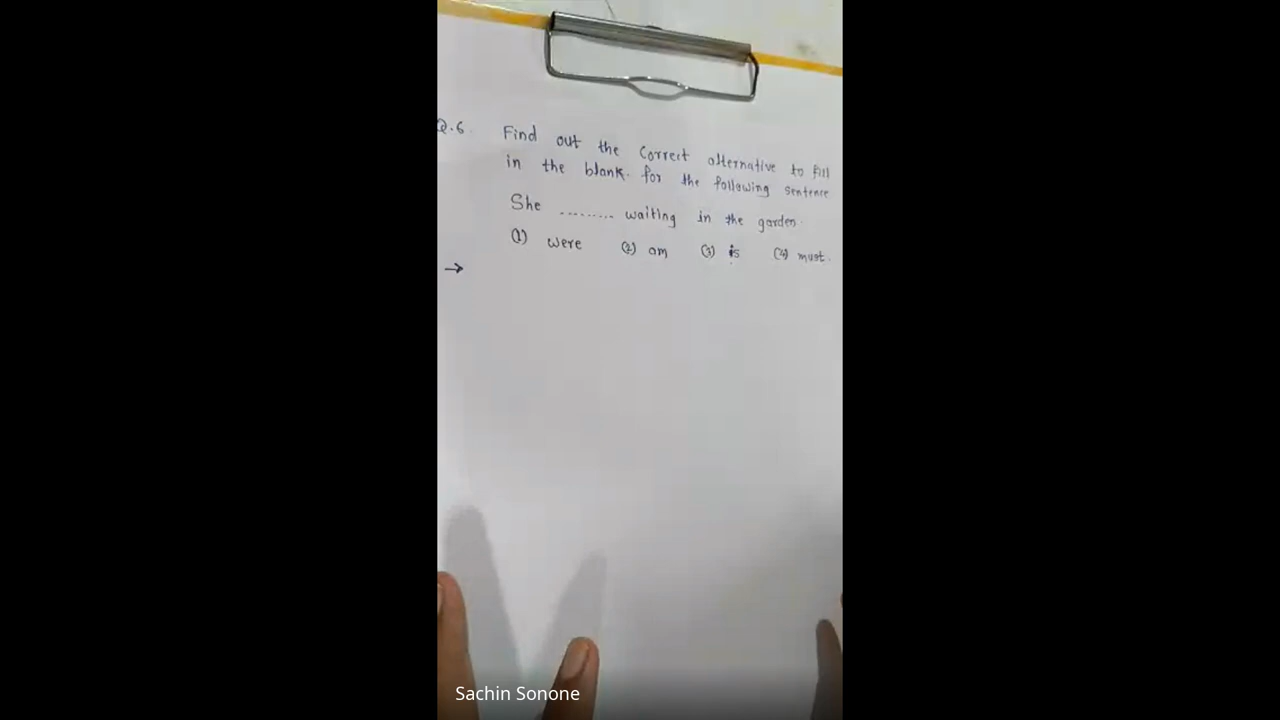 Q.6. Find out the Correct alternative to fill
in the blank. for the following sentence
She ......... waiting in the garden.
(1) were (2) am (3) is (4) must.
→
Sachin Sonone